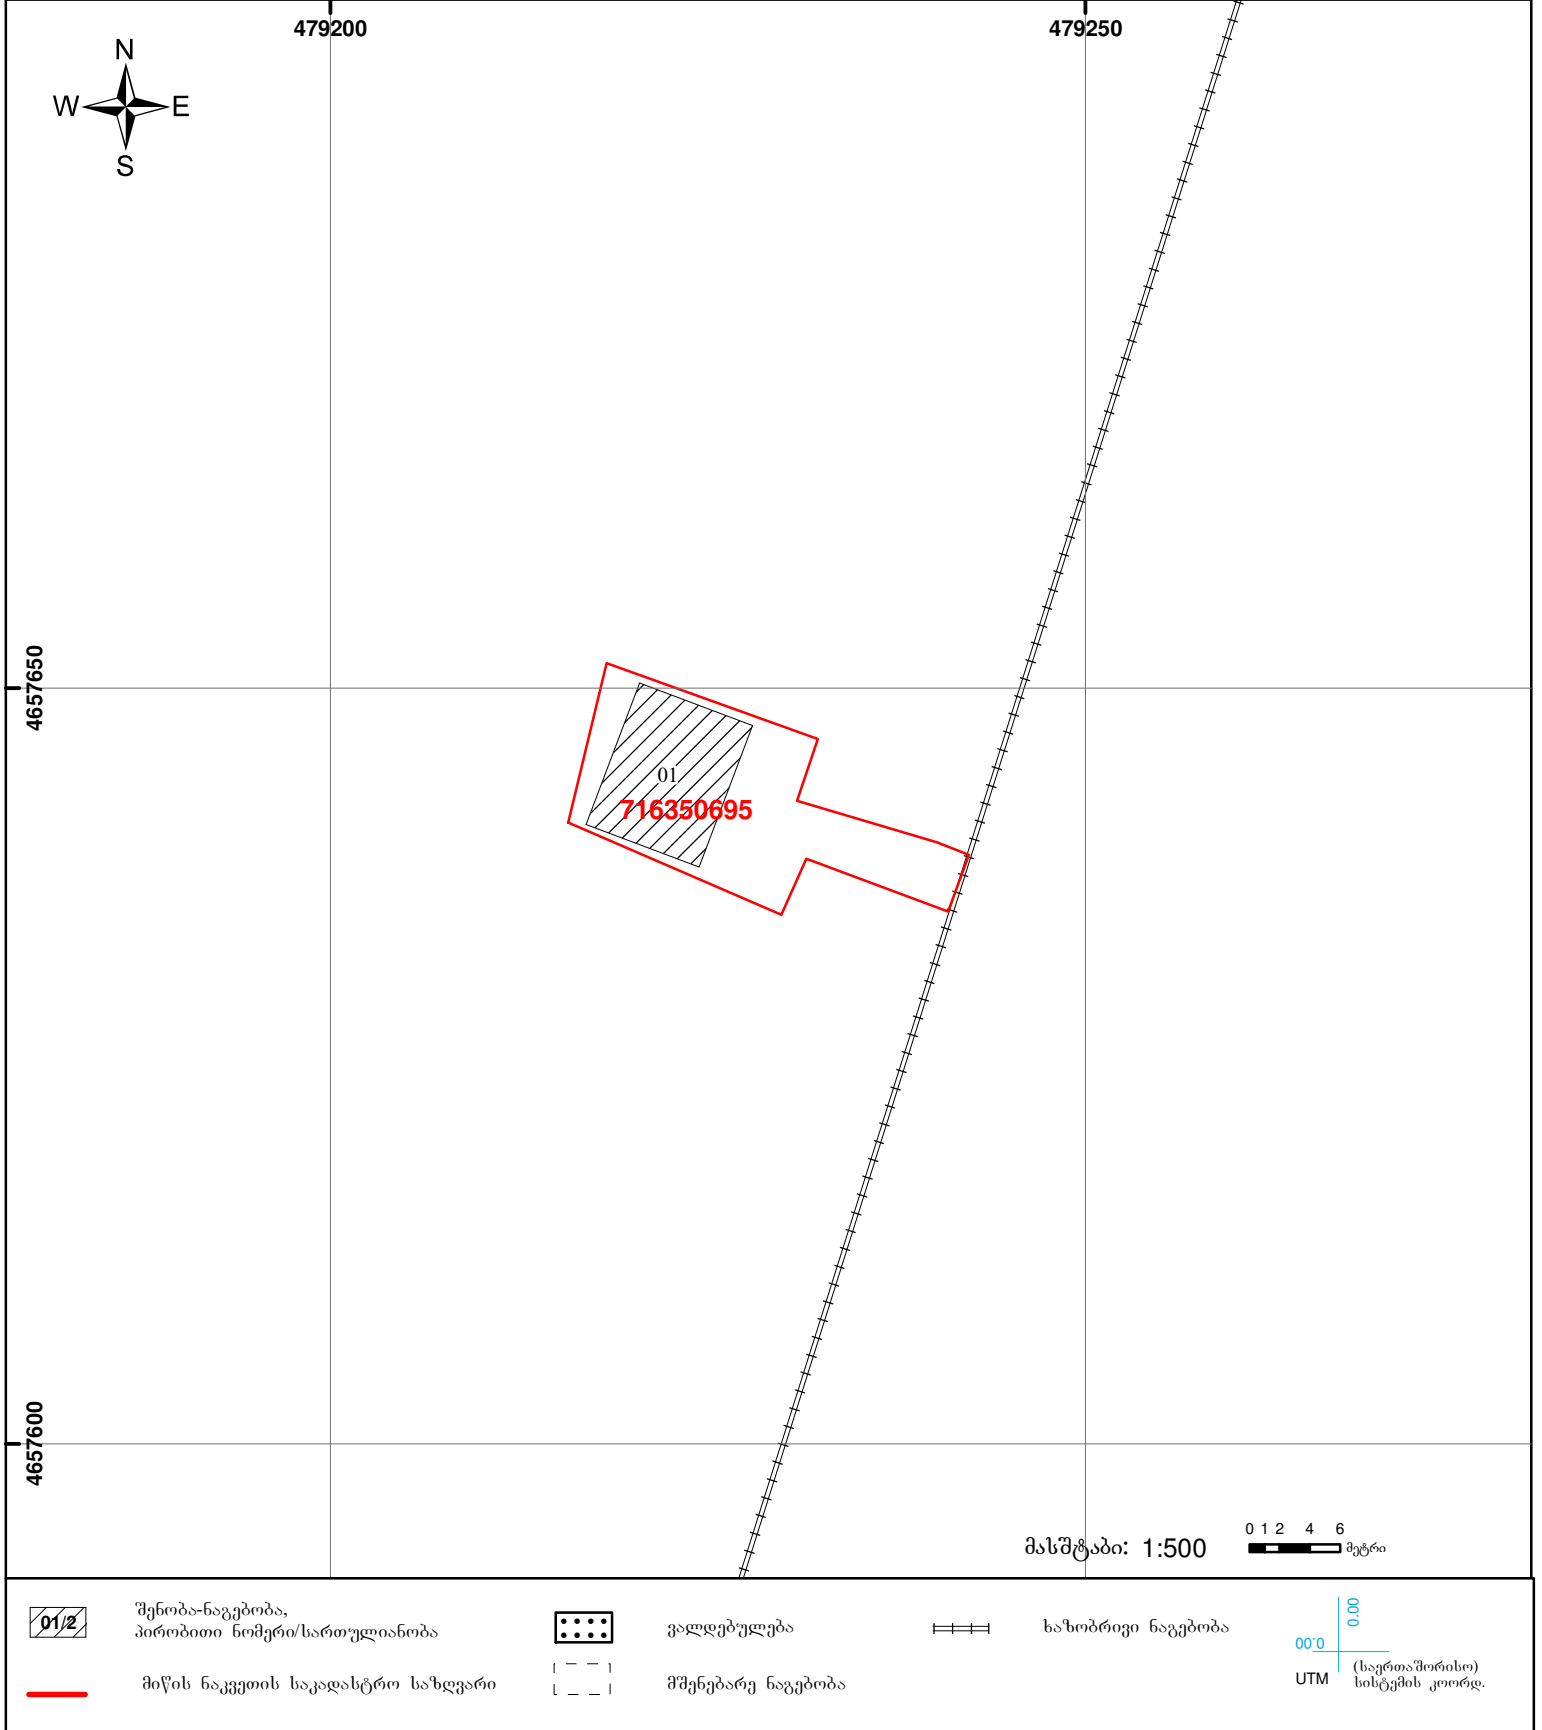 479200 479250
N
W E
S
4657650
01
716350695
4657600
მასშტაბი: 1:500
0 1 2 4 6
მეტრი
01/2
შენობა-ნაგებობა,
პირობითი ნომერი/სართულიანობა
ვალდებულება
ხაზობრივი ნაგებობა
მიწის ნაკვეთის საკადასტრო საზღვარი
მშენებარე ნაგებობა
00.0
00.0
UTM
(საერთაშორისო)
სისტემის კოორდ.